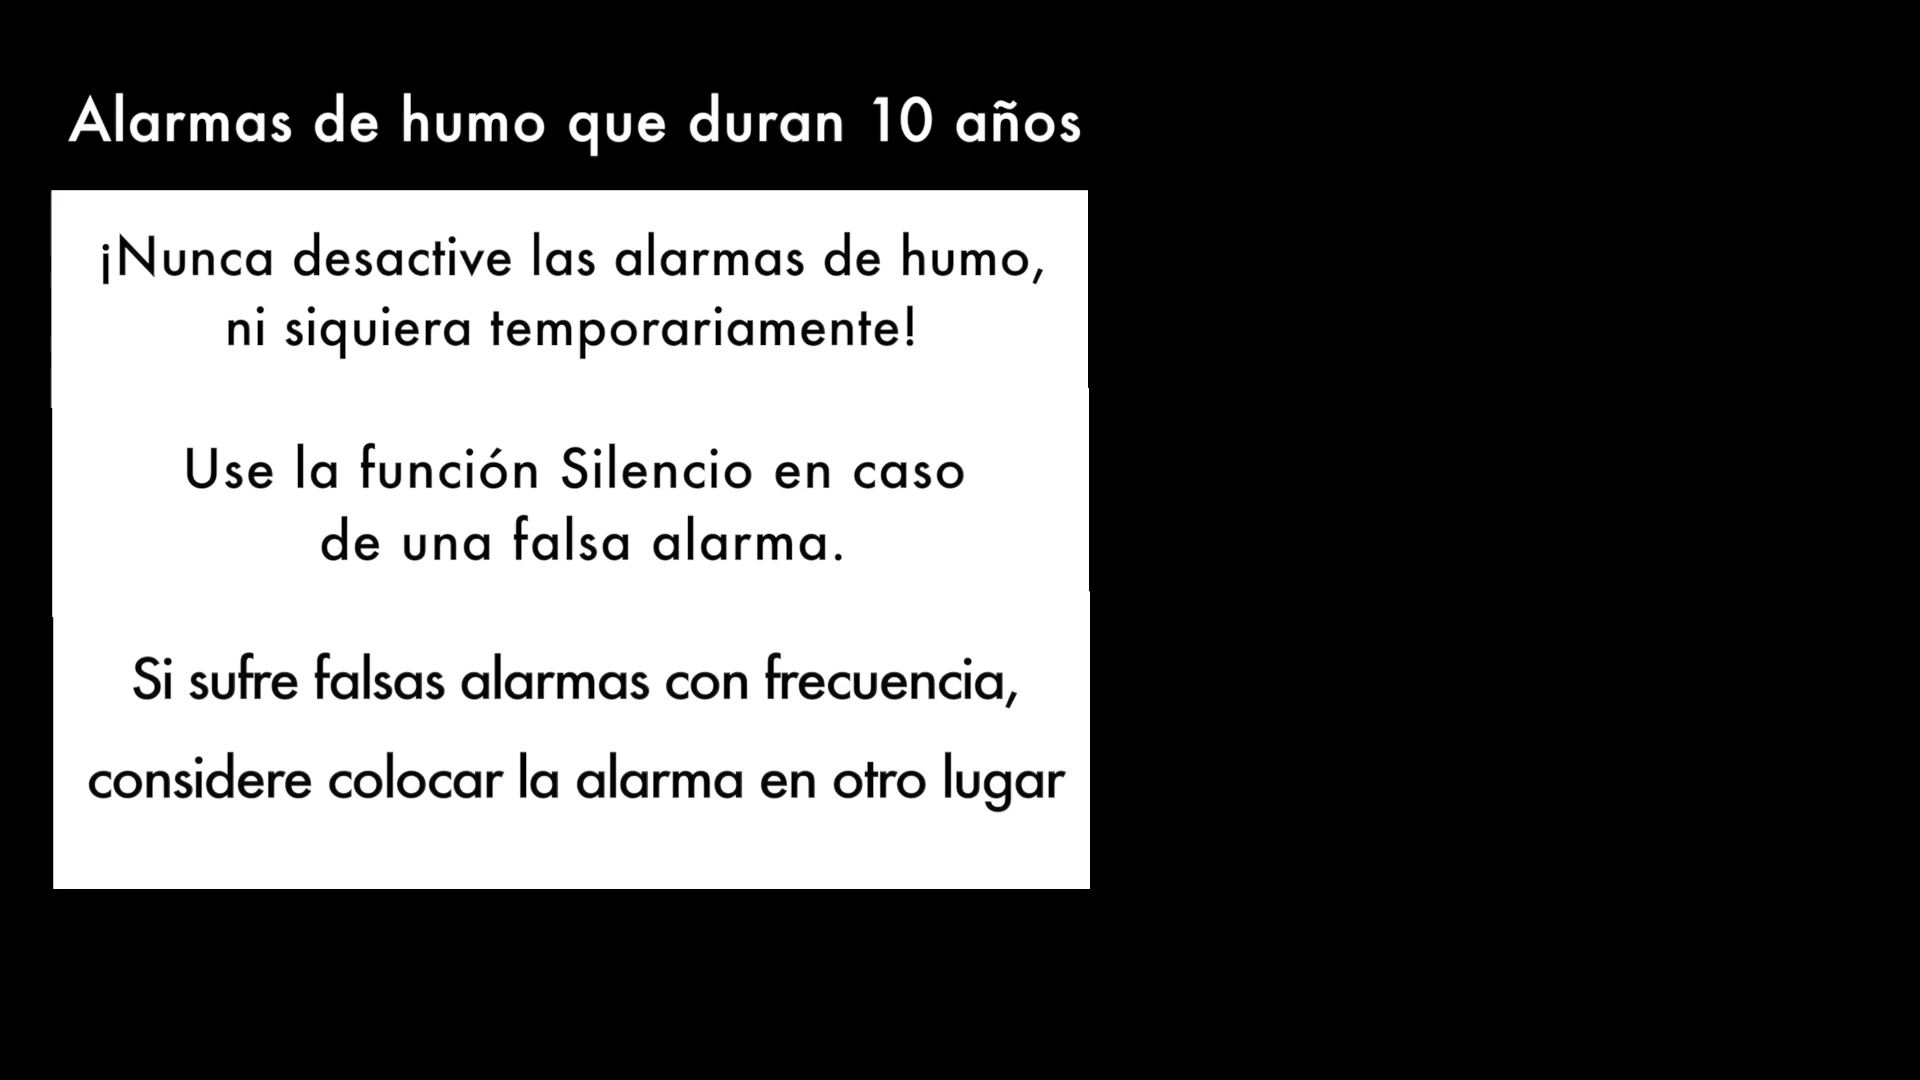 Alarmas de humo que duran 10 años
¡Nunca desactive las alarmas de humo,
ni siquiera temporariamente!
Use la función Silencio en caso
de una falsa alarma.
Si sufre falsas alarmas con frecuencia,
considere colocar la alarma en otro lugar